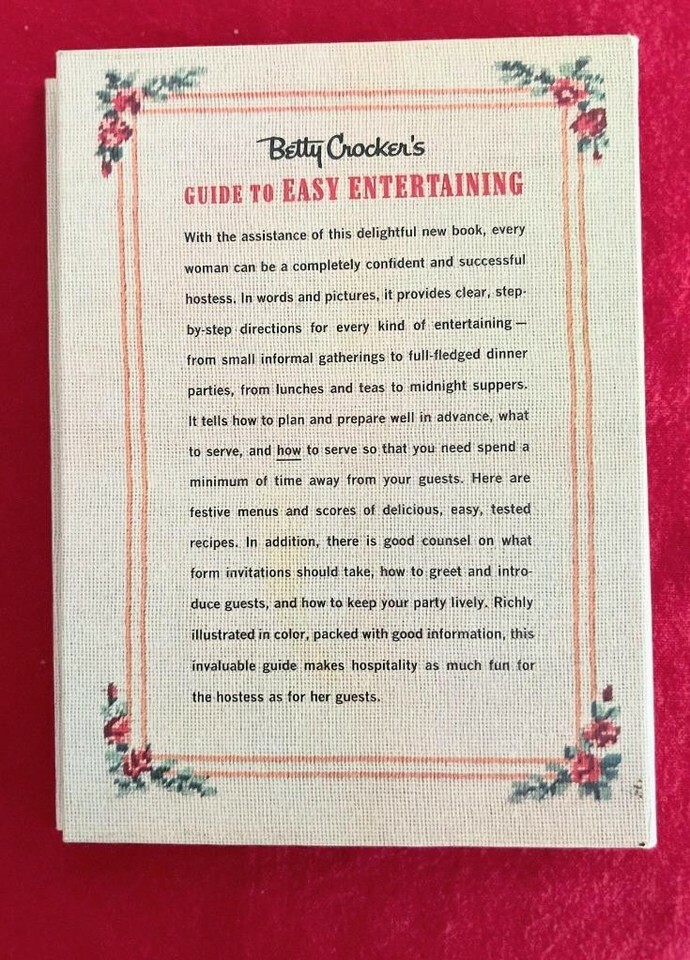 Betty Crocker's
GUIDE TO EASY ENTERTAINING
With the assistance of this delightful new book, every
woman can be a completely confident and successful
hostess. In words and pictures, it provides clear, step-
by-step directions for every kind of entertaining—
from small informal gatherings to full-fledged dinner
parties, from lunches and teas to midnight suppers.
It tells how to plan and prepare well in advance, what
to serve, and how to serve so that you need spend a
minimum of time away from your guests. Here are
festive menus and scores of delicious, easy, tested
recipes. In addition, there is good counsel on what
form invitations should take, how to greet and intro-
duce guests, and how to keep your party lively. Richly
illustrated in color, packed with good information, this
invaluable guide makes hospitality as much fun for
the hostess as for her guests.